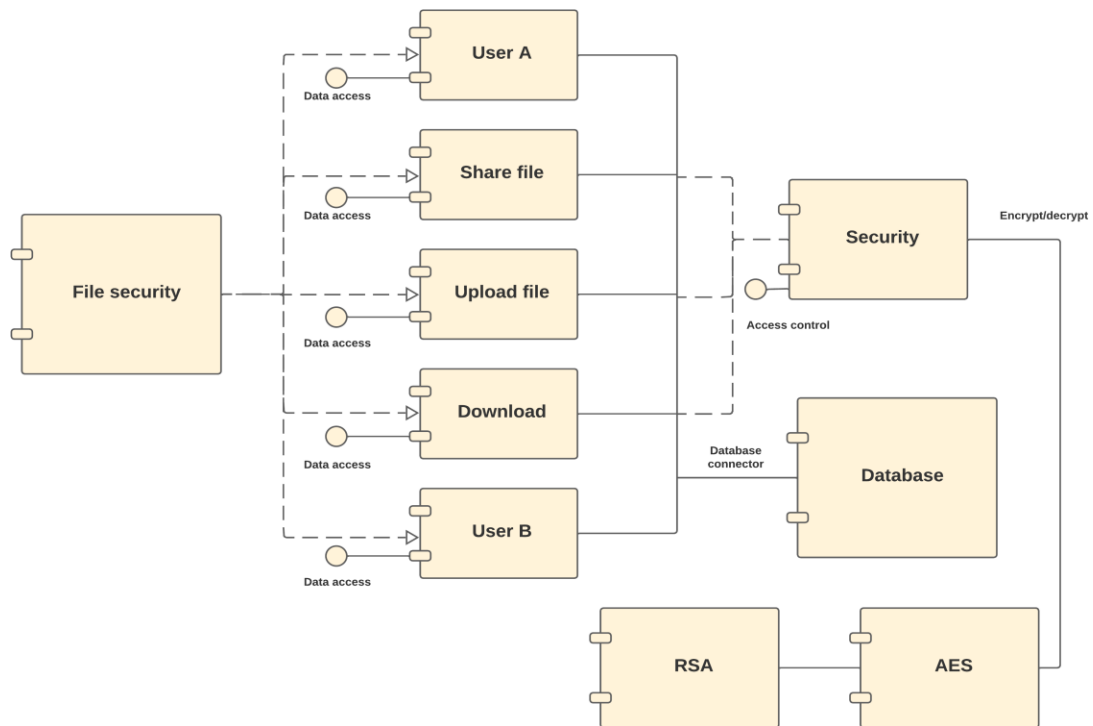 User A
Data access
Share file
Data access
File security
Upload file
Data access
Download
Data access
User B
Data access
Security
Encrypt/decrypt
Access control
Database
connector
Database
RSA
AES